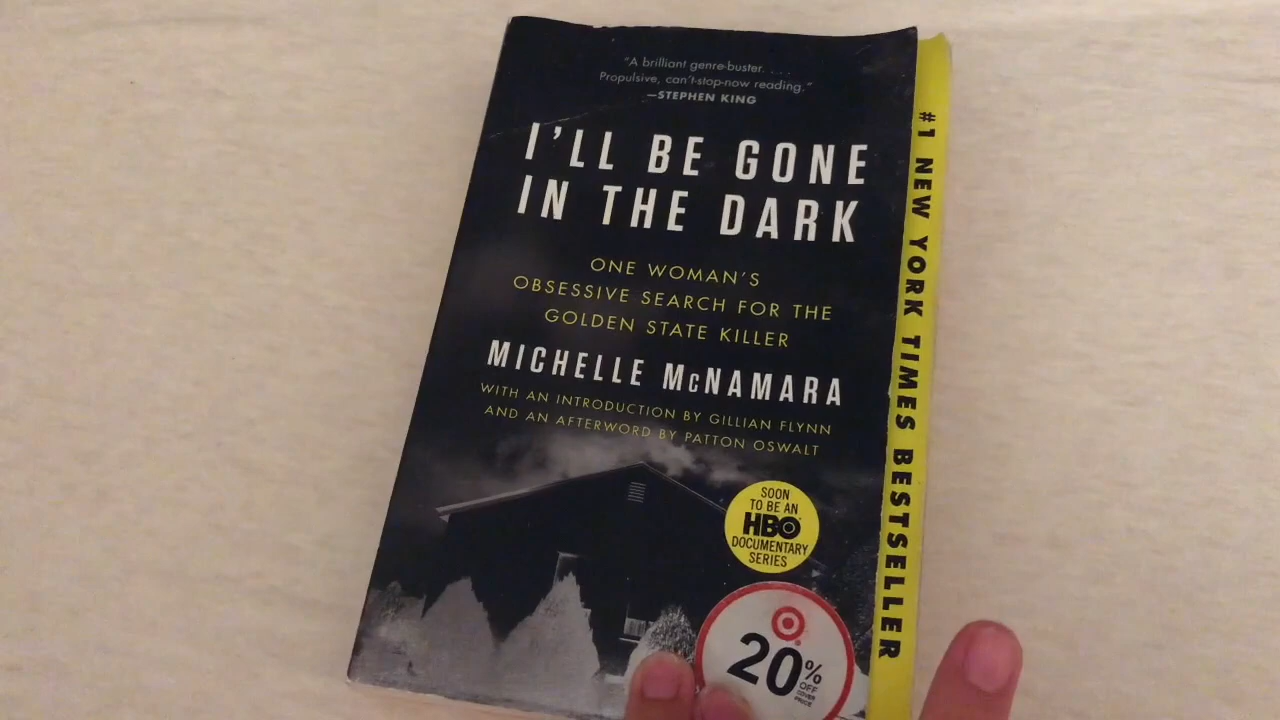 "A brilliant genre-buster. . . .
Propulsive, can't-stop-now reading."
—STEPHEN KING
I'LL BE GONE
IN THE DARK
ONE WOMAN'S
OBSESSIVE SEARCH FOR THE
GOLDEN STATE KILLER
MICHELLE McNAMARA
WITH AN INTRODUCTION BY GILLIAN FLYNN
AND AN AFTERWORD BY PATTON OSWALT
SOON
TO BE AN
HBO
DOCUMENTARY
SERIES
20%
OFF
COVER
PRICE
#1 NEW YORK TIMES BESTSELLER